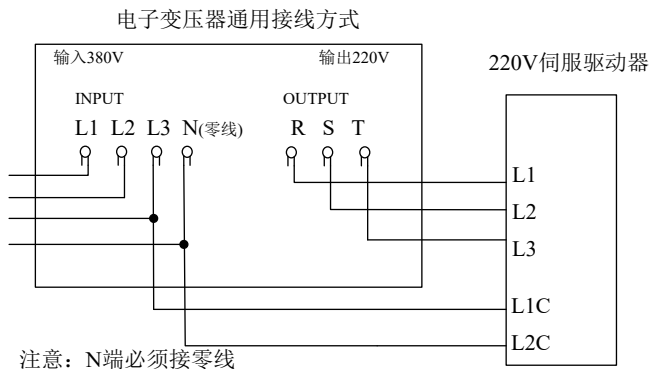 电子变压器通用接线方式
输入380V 输出220V
220V伺服驱动器
INPUT OUTPUT
L1 L2 L3 N(零线) R S T
L1
L2
L3
L1C
L2C
注意：N端必须接零线